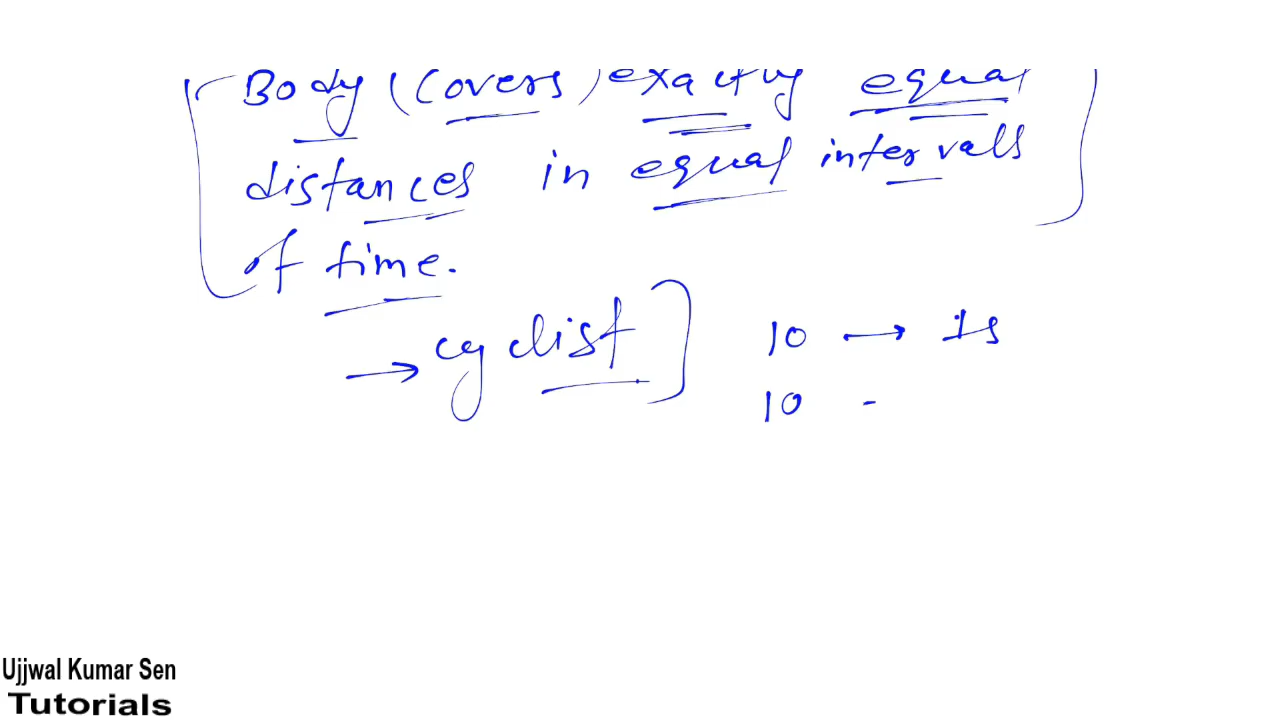 Body (covers) exactly equal
distances in equal intervals
of time.
→ cyclist] 10 → 1s
10 -
Ujjwal Kumar Sen
Tutorials